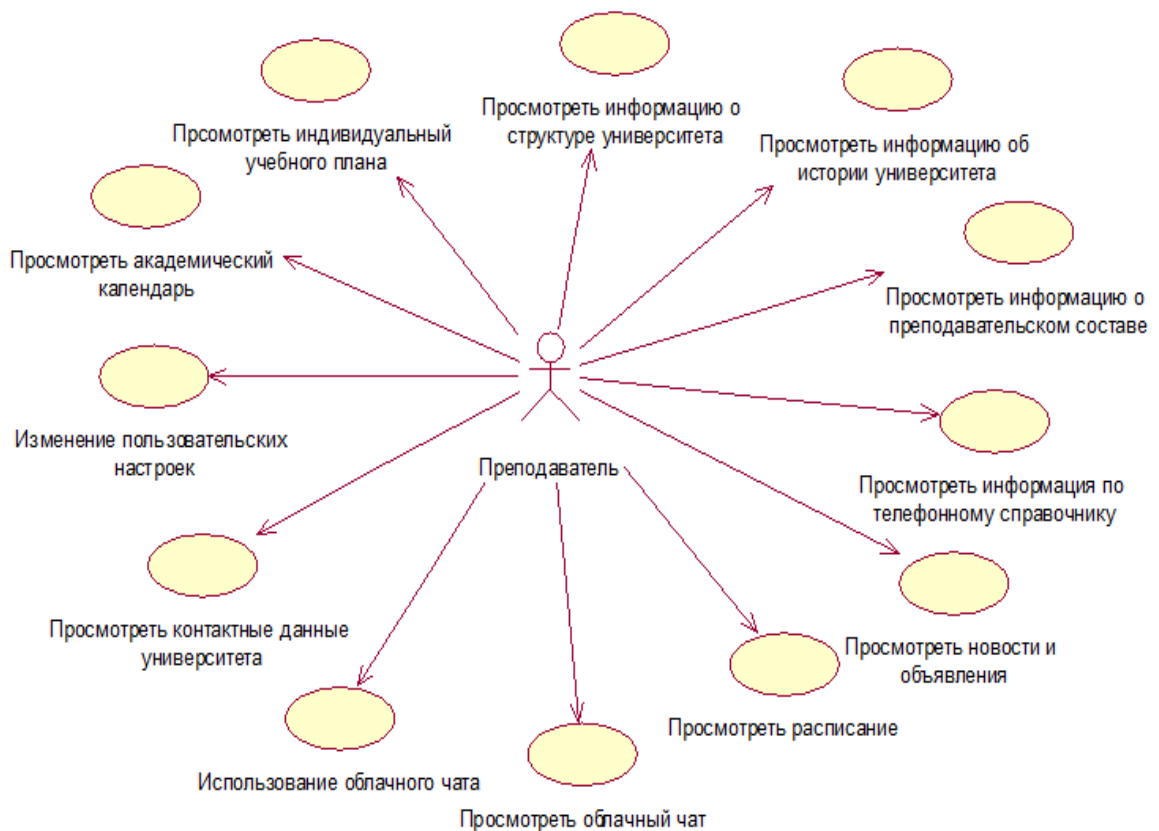 Просмотреть информацию о
структуре университета
Прсомотреть индивидуальный
учебного плана
Просмотреть информацию об
истории университета
Просмотреть академический
календарь
Просмотреть информацию о
преподавательском составе
Изменение пользовательских
настроек
Преподаватель
Просмотреть информация по
телефонному справочнику
Просмотреть контактные данные
университета
Просмотреть новости и
объявления
Просмотреть расписание
Использование облачного чата
Просмотреть облачный чат